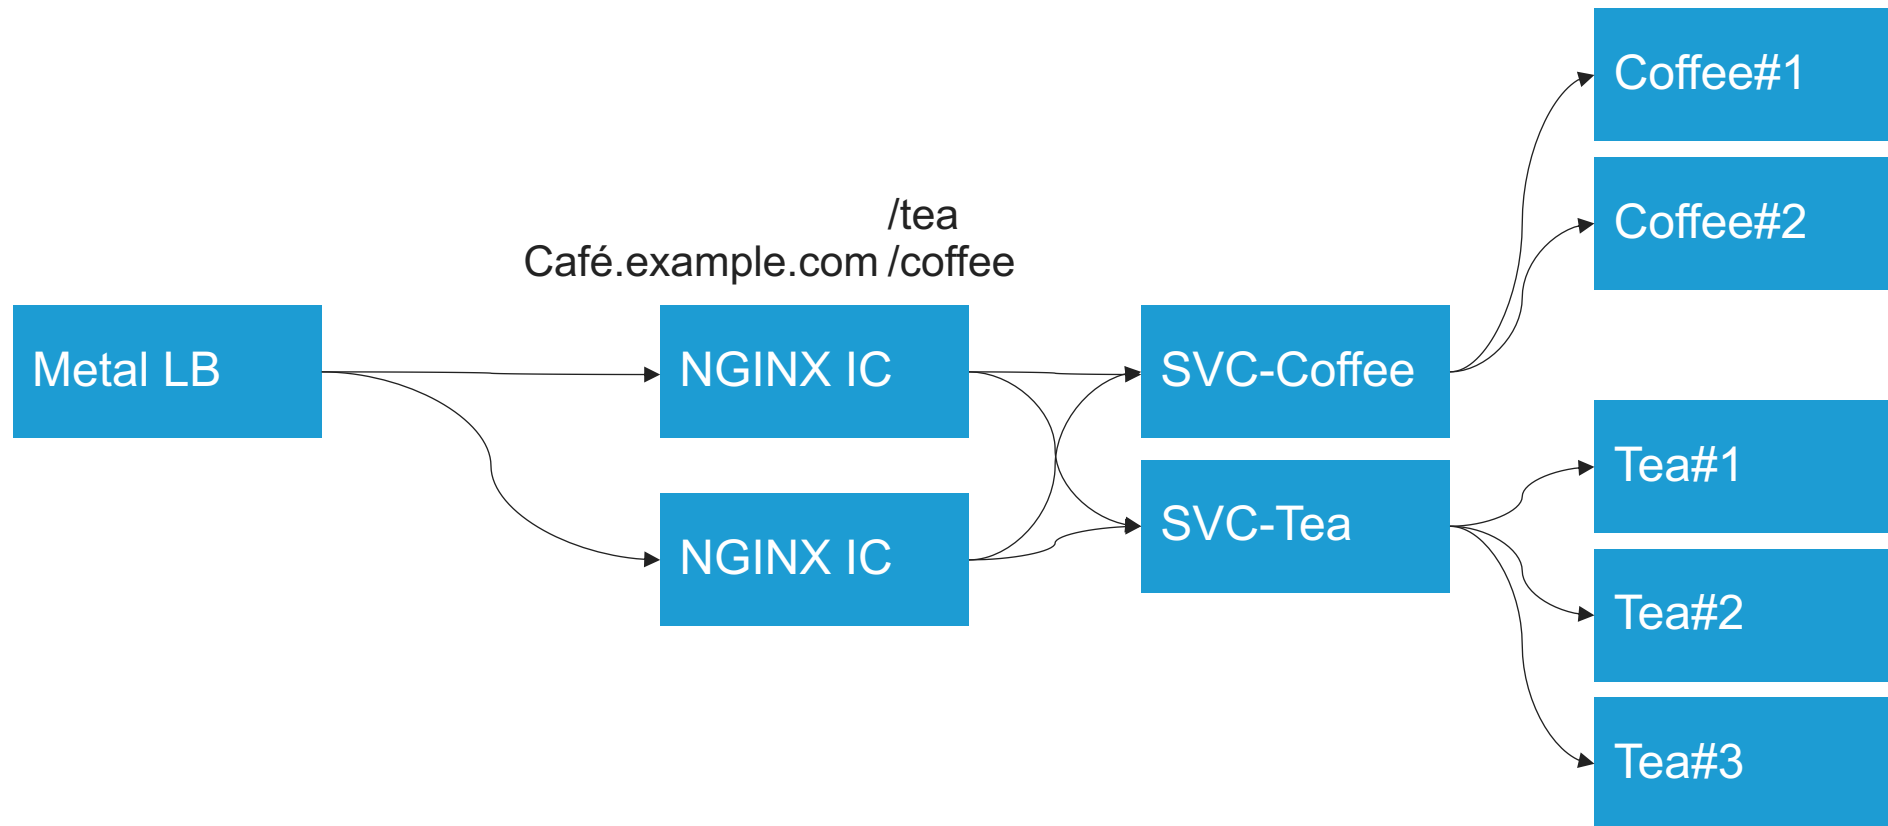 Coffee#1
Coffee#2
/tea
Café.example.com /coffee
Metal LB
NGINX IC
SVC-Coffee
Tea#1
SVC-Tea
NGINX IC
Tea#2
Tea#3